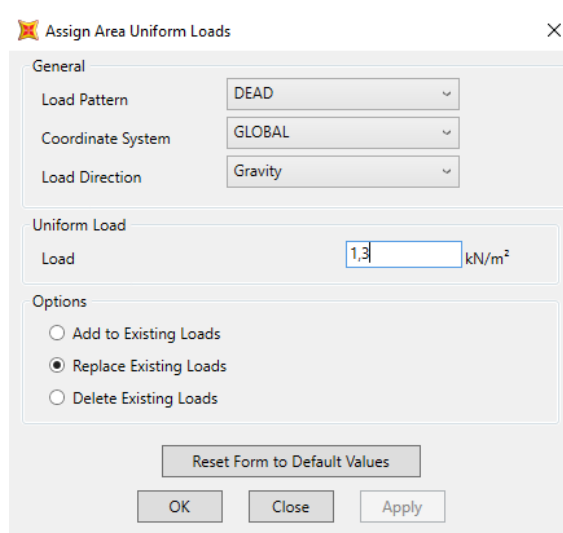 Assign Area Uniform Loads
General
Load Pattern DEAD
Coordinate System GLOBAL
Load Direction Gravity
Uniform Load
Load 1,3 kN/m²
Options
Add to Existing Loads
Replace Existing Loads
Delete Existing Loads
Reset Form to Default Values
OK Close Apply